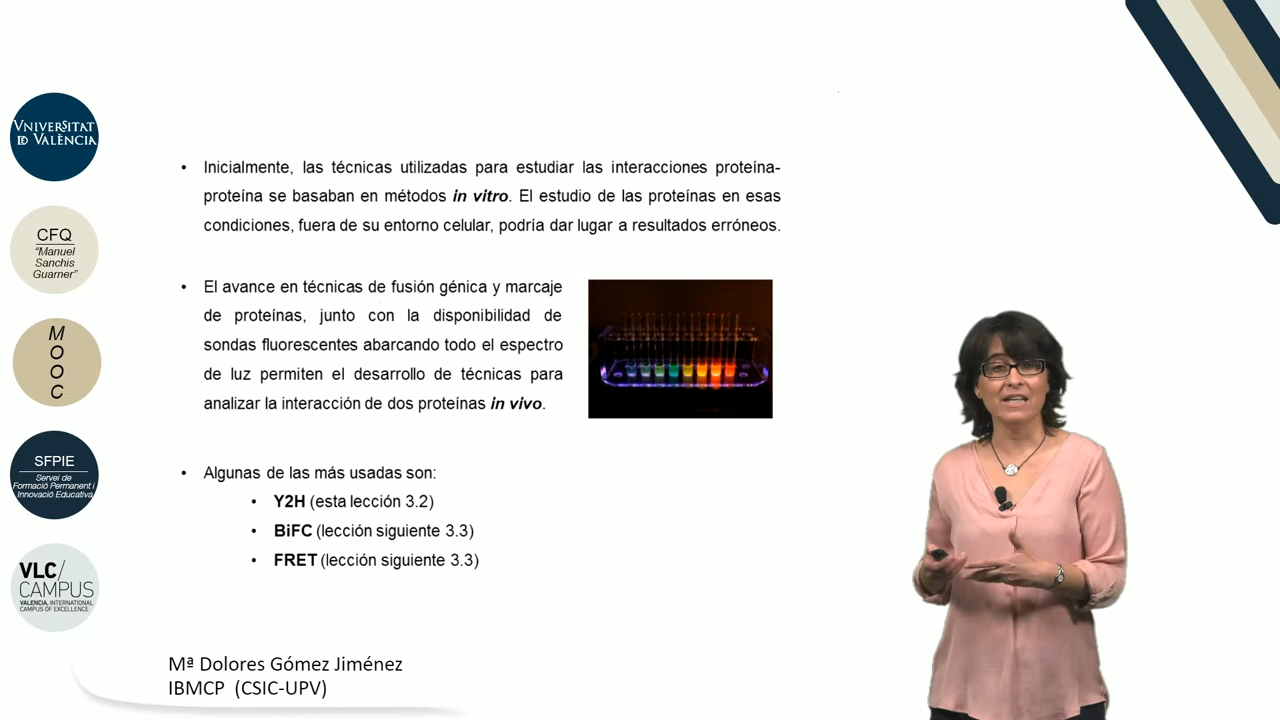 VNIVERSITAT
ID VALÈNCIA
CFQ
“Manuel
Sanchis
Guarner”
M
O
O
C
SFPIE
Servei de
Formació Permanent i
Innovació Educativa
VLC/
CAMPUS
VALENCIA, INTERNATIONAL
CAMPUS OF EXCELLENCE
• Inicialmente, las técnicas utilizadas para estudiar las interacciones proteína-
proteína se basaban en métodos in vitro. El estudio de las proteínas en esas
condiciones, fuera de su entorno celular, podría dar lugar a resultados erróneos.
• El avance en técnicas de fusión génica y marcaje
de proteínas, junto con la disponibilidad de
sondas fluorescentes abarcando todo el espectro
de luz permiten el desarrollo de técnicas para
analizar la interacción de dos proteínas in vivo.
• Algunas de las más usadas son:
• Y2H (esta lección 3.2)
• BiFC (lección siguiente 3.3)
• FRET (lección siguiente 3.3)
Mª Dolores Gómez Jiménez
IBMCP (CSIC-UPV)